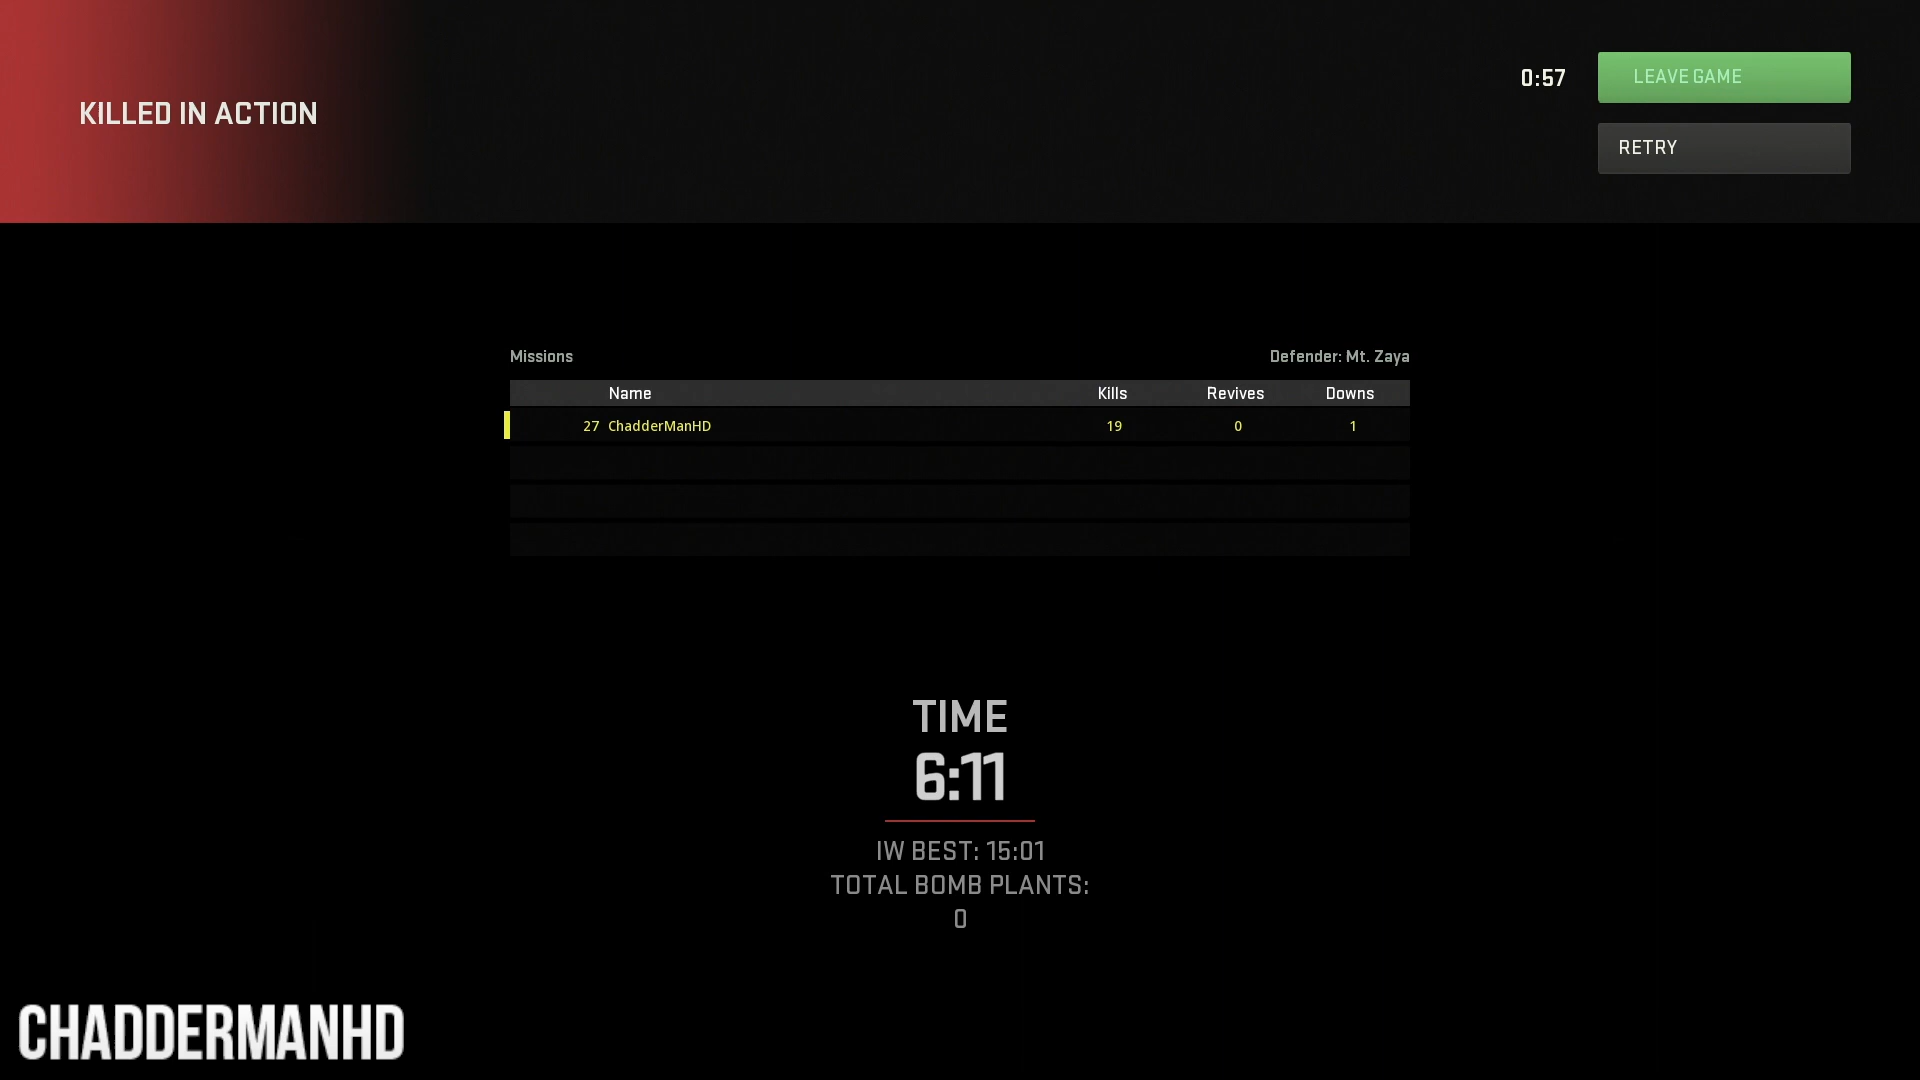 KILLED IN ACTION
0:57
LEAVE GAME
RETRY
Missions
Defender: Mt. Zaya
Name Kills Revives Downs
27 ChadderManHD 19 0 1
TIME
6:11
IW BEST: 15:01
TOTAL BOMB PLANTS:
0
CHADDERMANHD